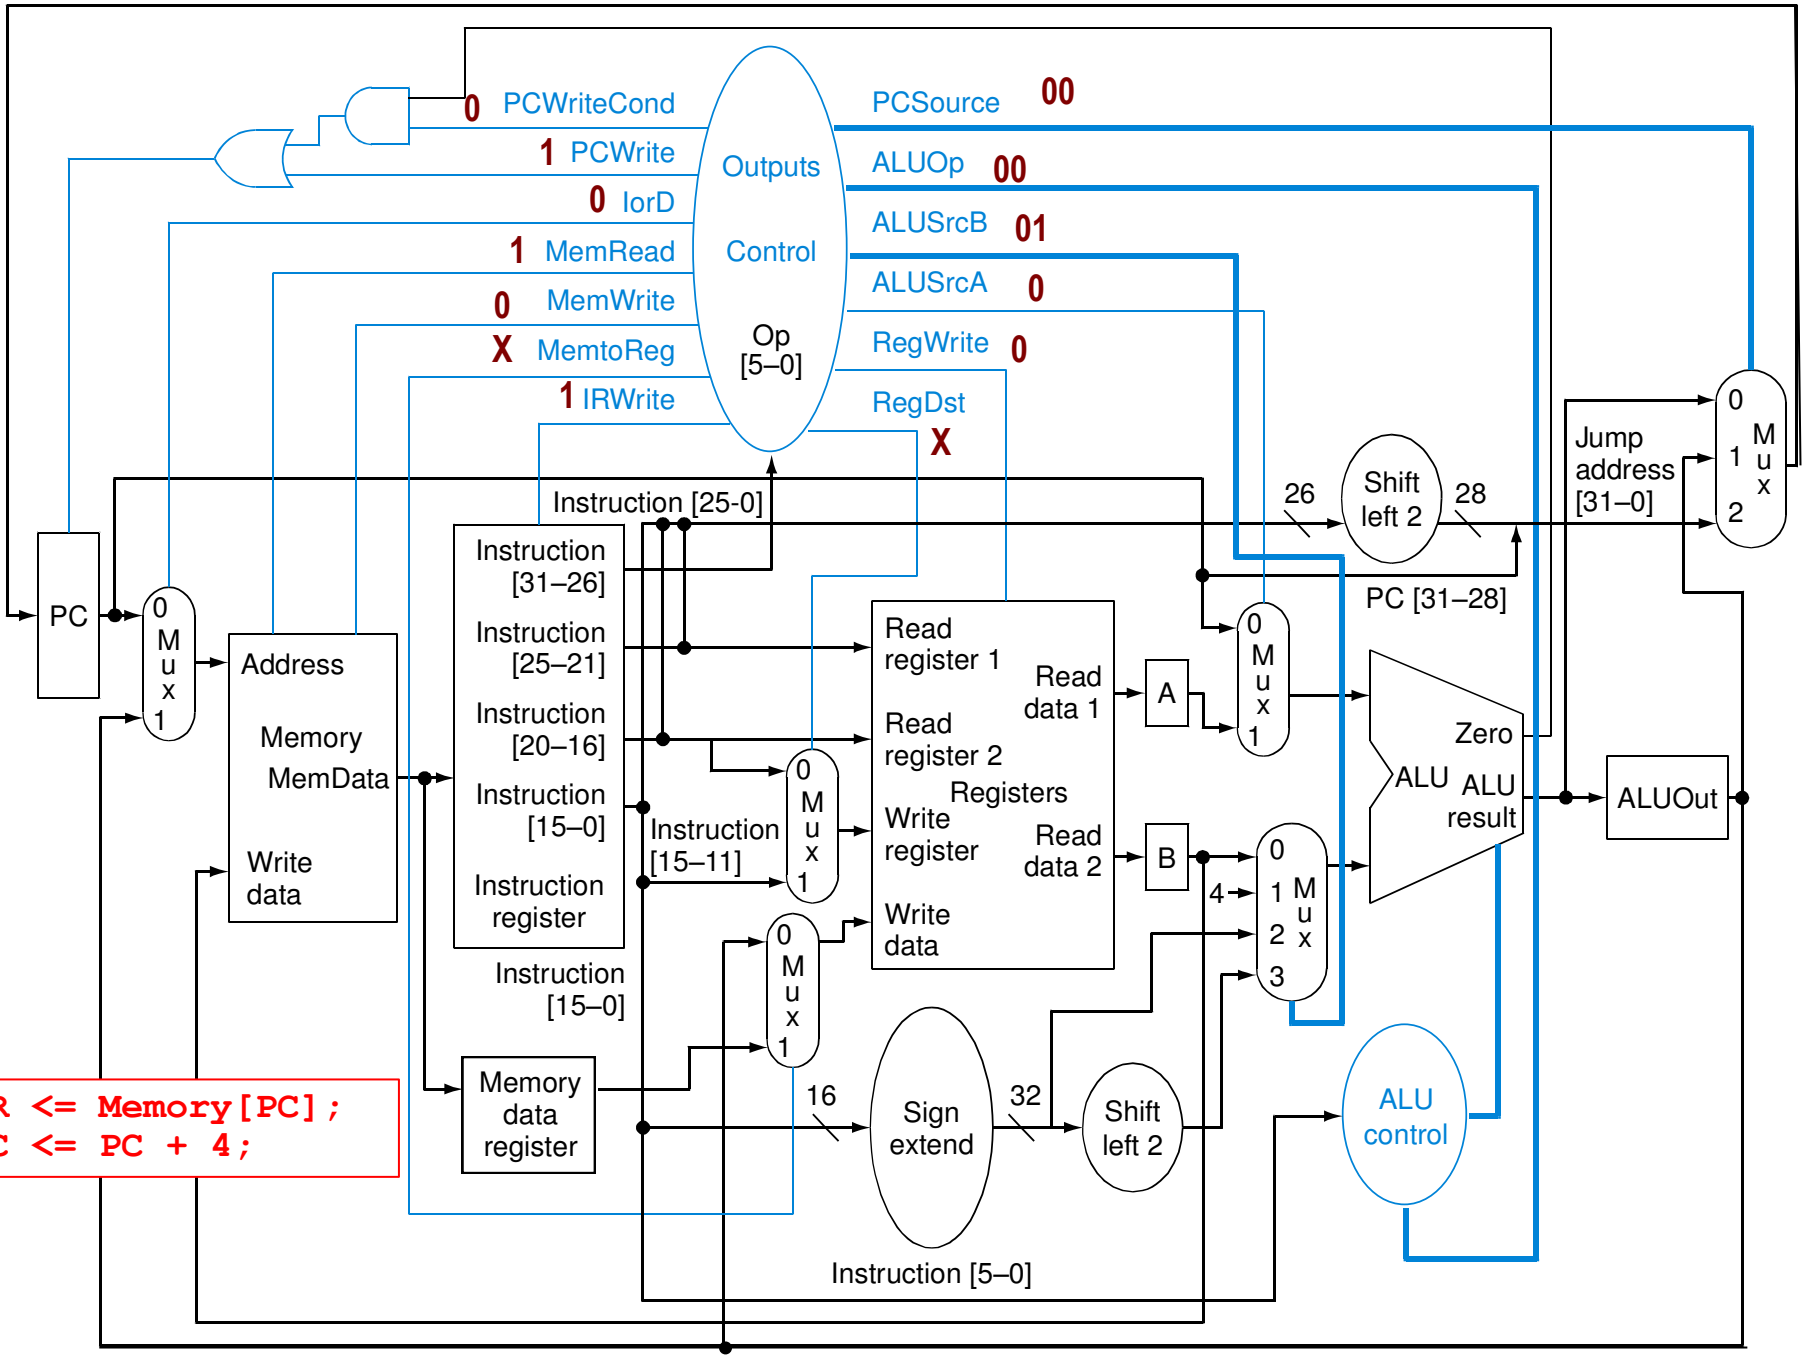 0 PCWriteCond
1 PCWrite
0 IorD
1 MemRead
0 MemWrite
X MemtoReg
1 IRWrite
Outputs
Control
Op
[5–0]
PCSource 00
ALUOp 00
ALUSrcB 01
ALUSrcA 0
RegWrite 0
RegDst
X
0
1
2
M
u
x
Jump
address
[31–0]
26
Shift
left 2
28
PC [31–28]
Instruction [25-0]
PC
0
M
u
x
1
Address
Memory
MemData
Write
data
Instruction
[31–26]
Instruction
[25–21]
Instruction
[20–16]
Instruction
[15–0]
Instruction
register
Instruction
[15–11]
0
M
u
x
1
Read
register 1
Read
register 2
Registers
Write
register
Write
data
Read
data 1
Read
data 2
A
B
4
0
M
u
x
1
0
1
2
3
M
u
x
Zero
ALU
ALU
result
ALUOut
Instruction
[15–0]
0
M
u
x
1
Memory
data
register
16
Sign
extend
32
Shift
left 2
ALU
control
Instruction [5–0]
R <= Memory[PC];
C <= PC + 4;